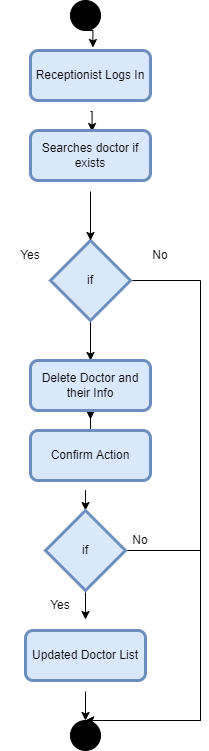 Receptionist Logs In
Searches doctor if
exists
Yes
No
if
Delete Doctor and
their Info
Confirm Action
No
if
Yes
Updated Doctor List